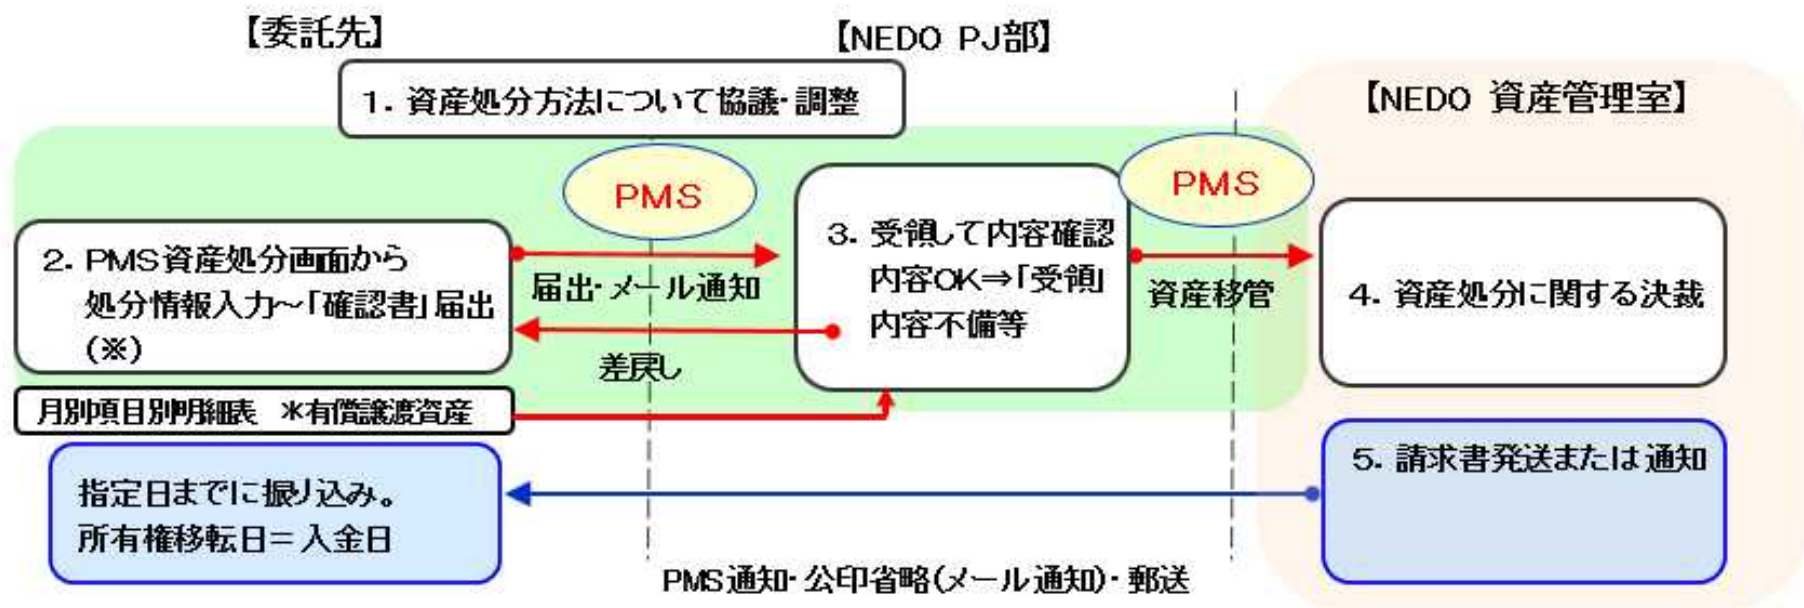 【委託先】
【NEDO PJ部】
【NEDO 資産管理室】
1. 資産処分方法について協議・調整
PMS
PMS
2. PMS資産処分画面から
処分情報入力～「確認書」届出
(※)
届出・メール通知
差戻し
3. 受領して内容確認
内容OK⇒「受領」
内容不備等
資産移管
4. 資産処分に関する決裁
月別項目別明細表 *有償譲渡資産
指定日までに振り込み。
所有権移転日＝入金日
5. 請求書発送または通知
PMS通知・公印省略(メール通知)・郵送